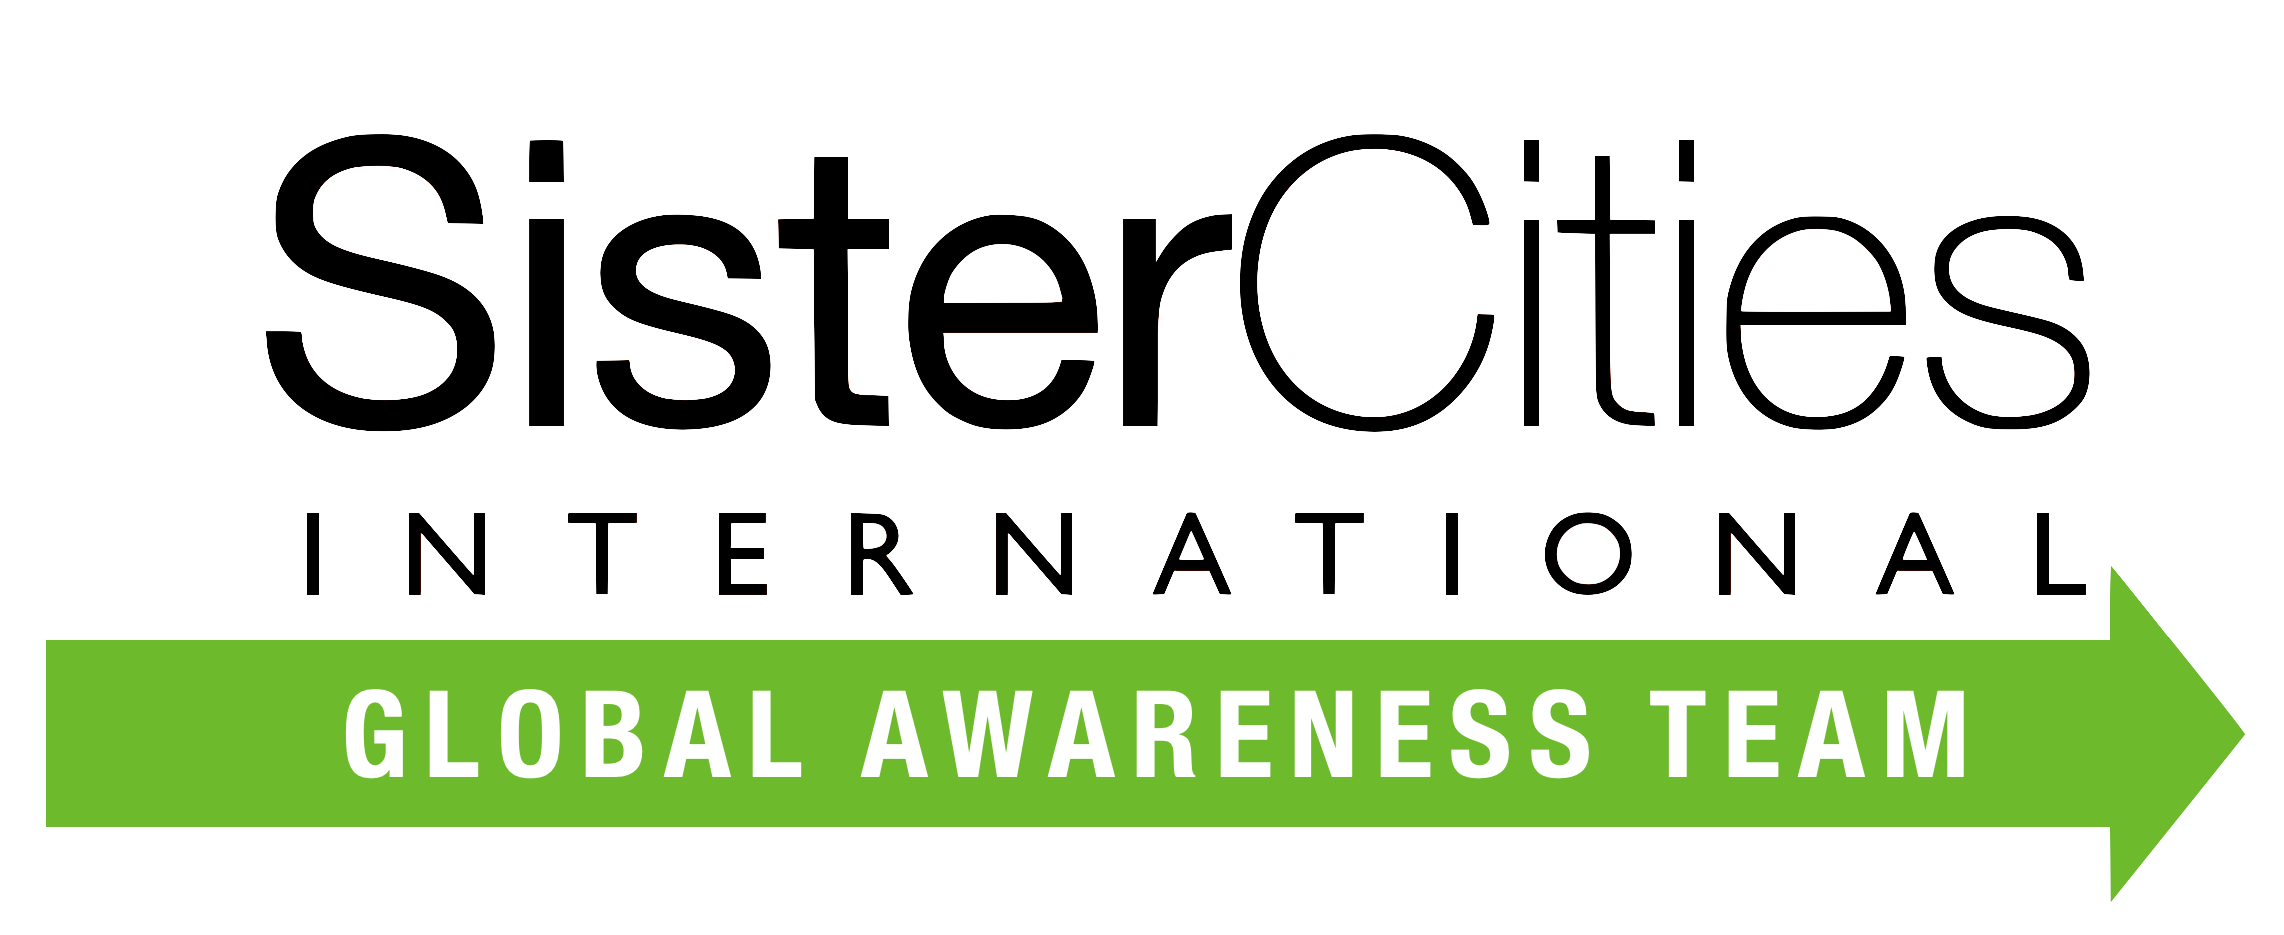 SisterCities
INTERNATIONAL
GLOBAL AWARENESS TEAM